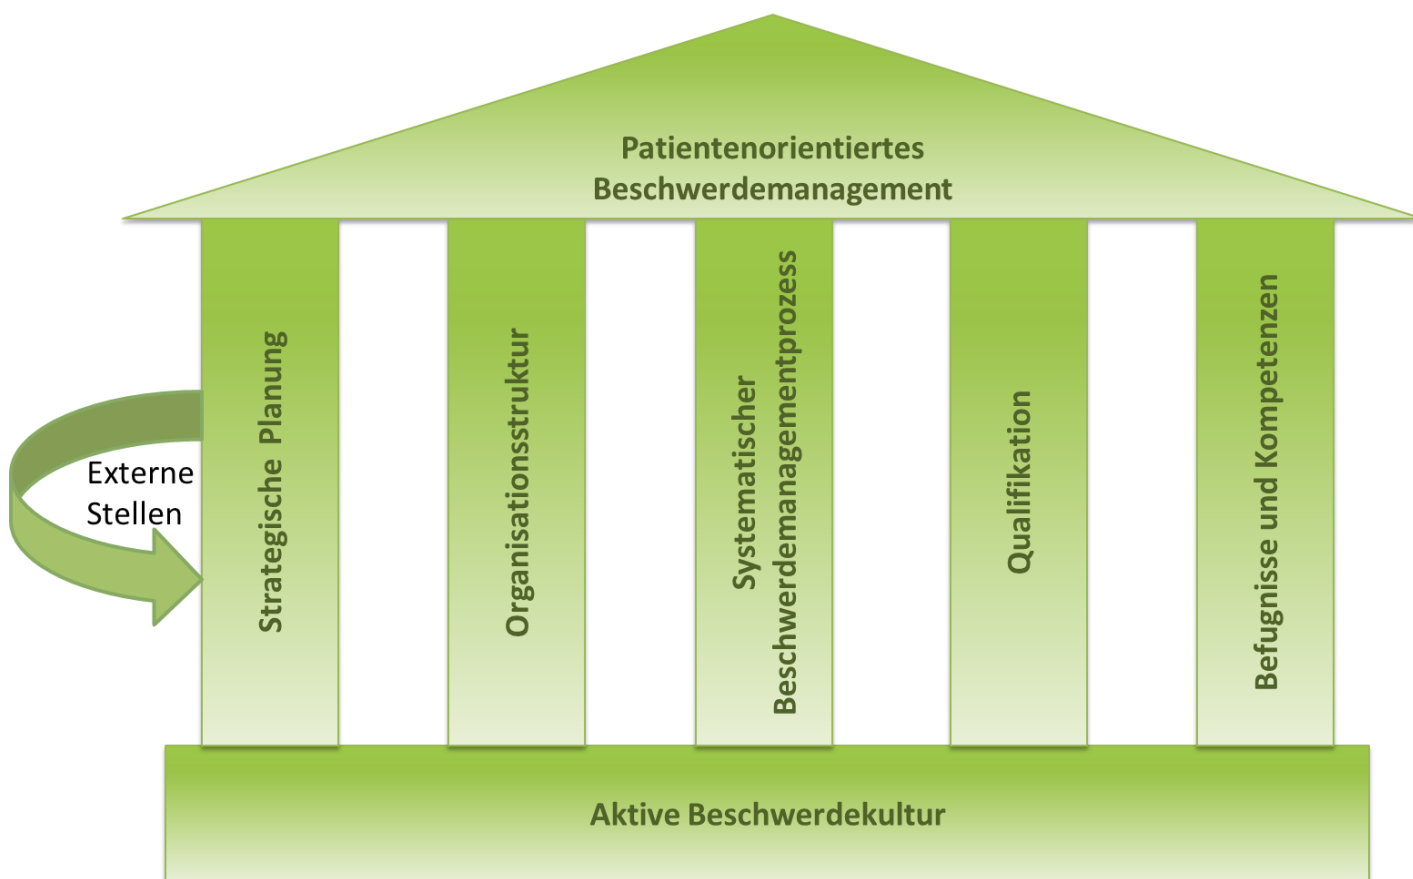 Patientenorientiertes
Beschwerdemanagement
Externe
Stellen
Strategische Planung
Organisationsstruktur
Systematischer
Beschwerdemanagementprozess
Qualifikation
Befugnisse und Kompetenzen
Aktive Beschwerdekultur